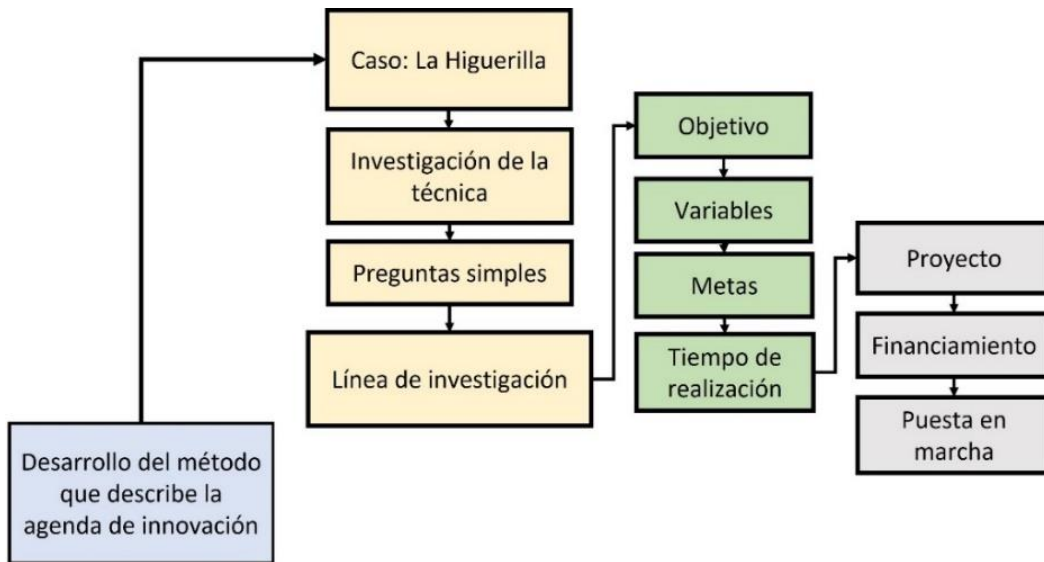 Desarrollo del método
que describe la
agenda de innovación
Caso: La Higuerilla
Investigación de la
técnica
Preguntas simples
Línea de investigación
Objetivo
Variables
Metas
Tiempo de
realización
Proyecto
Financiamiento
Puesta en
marcha